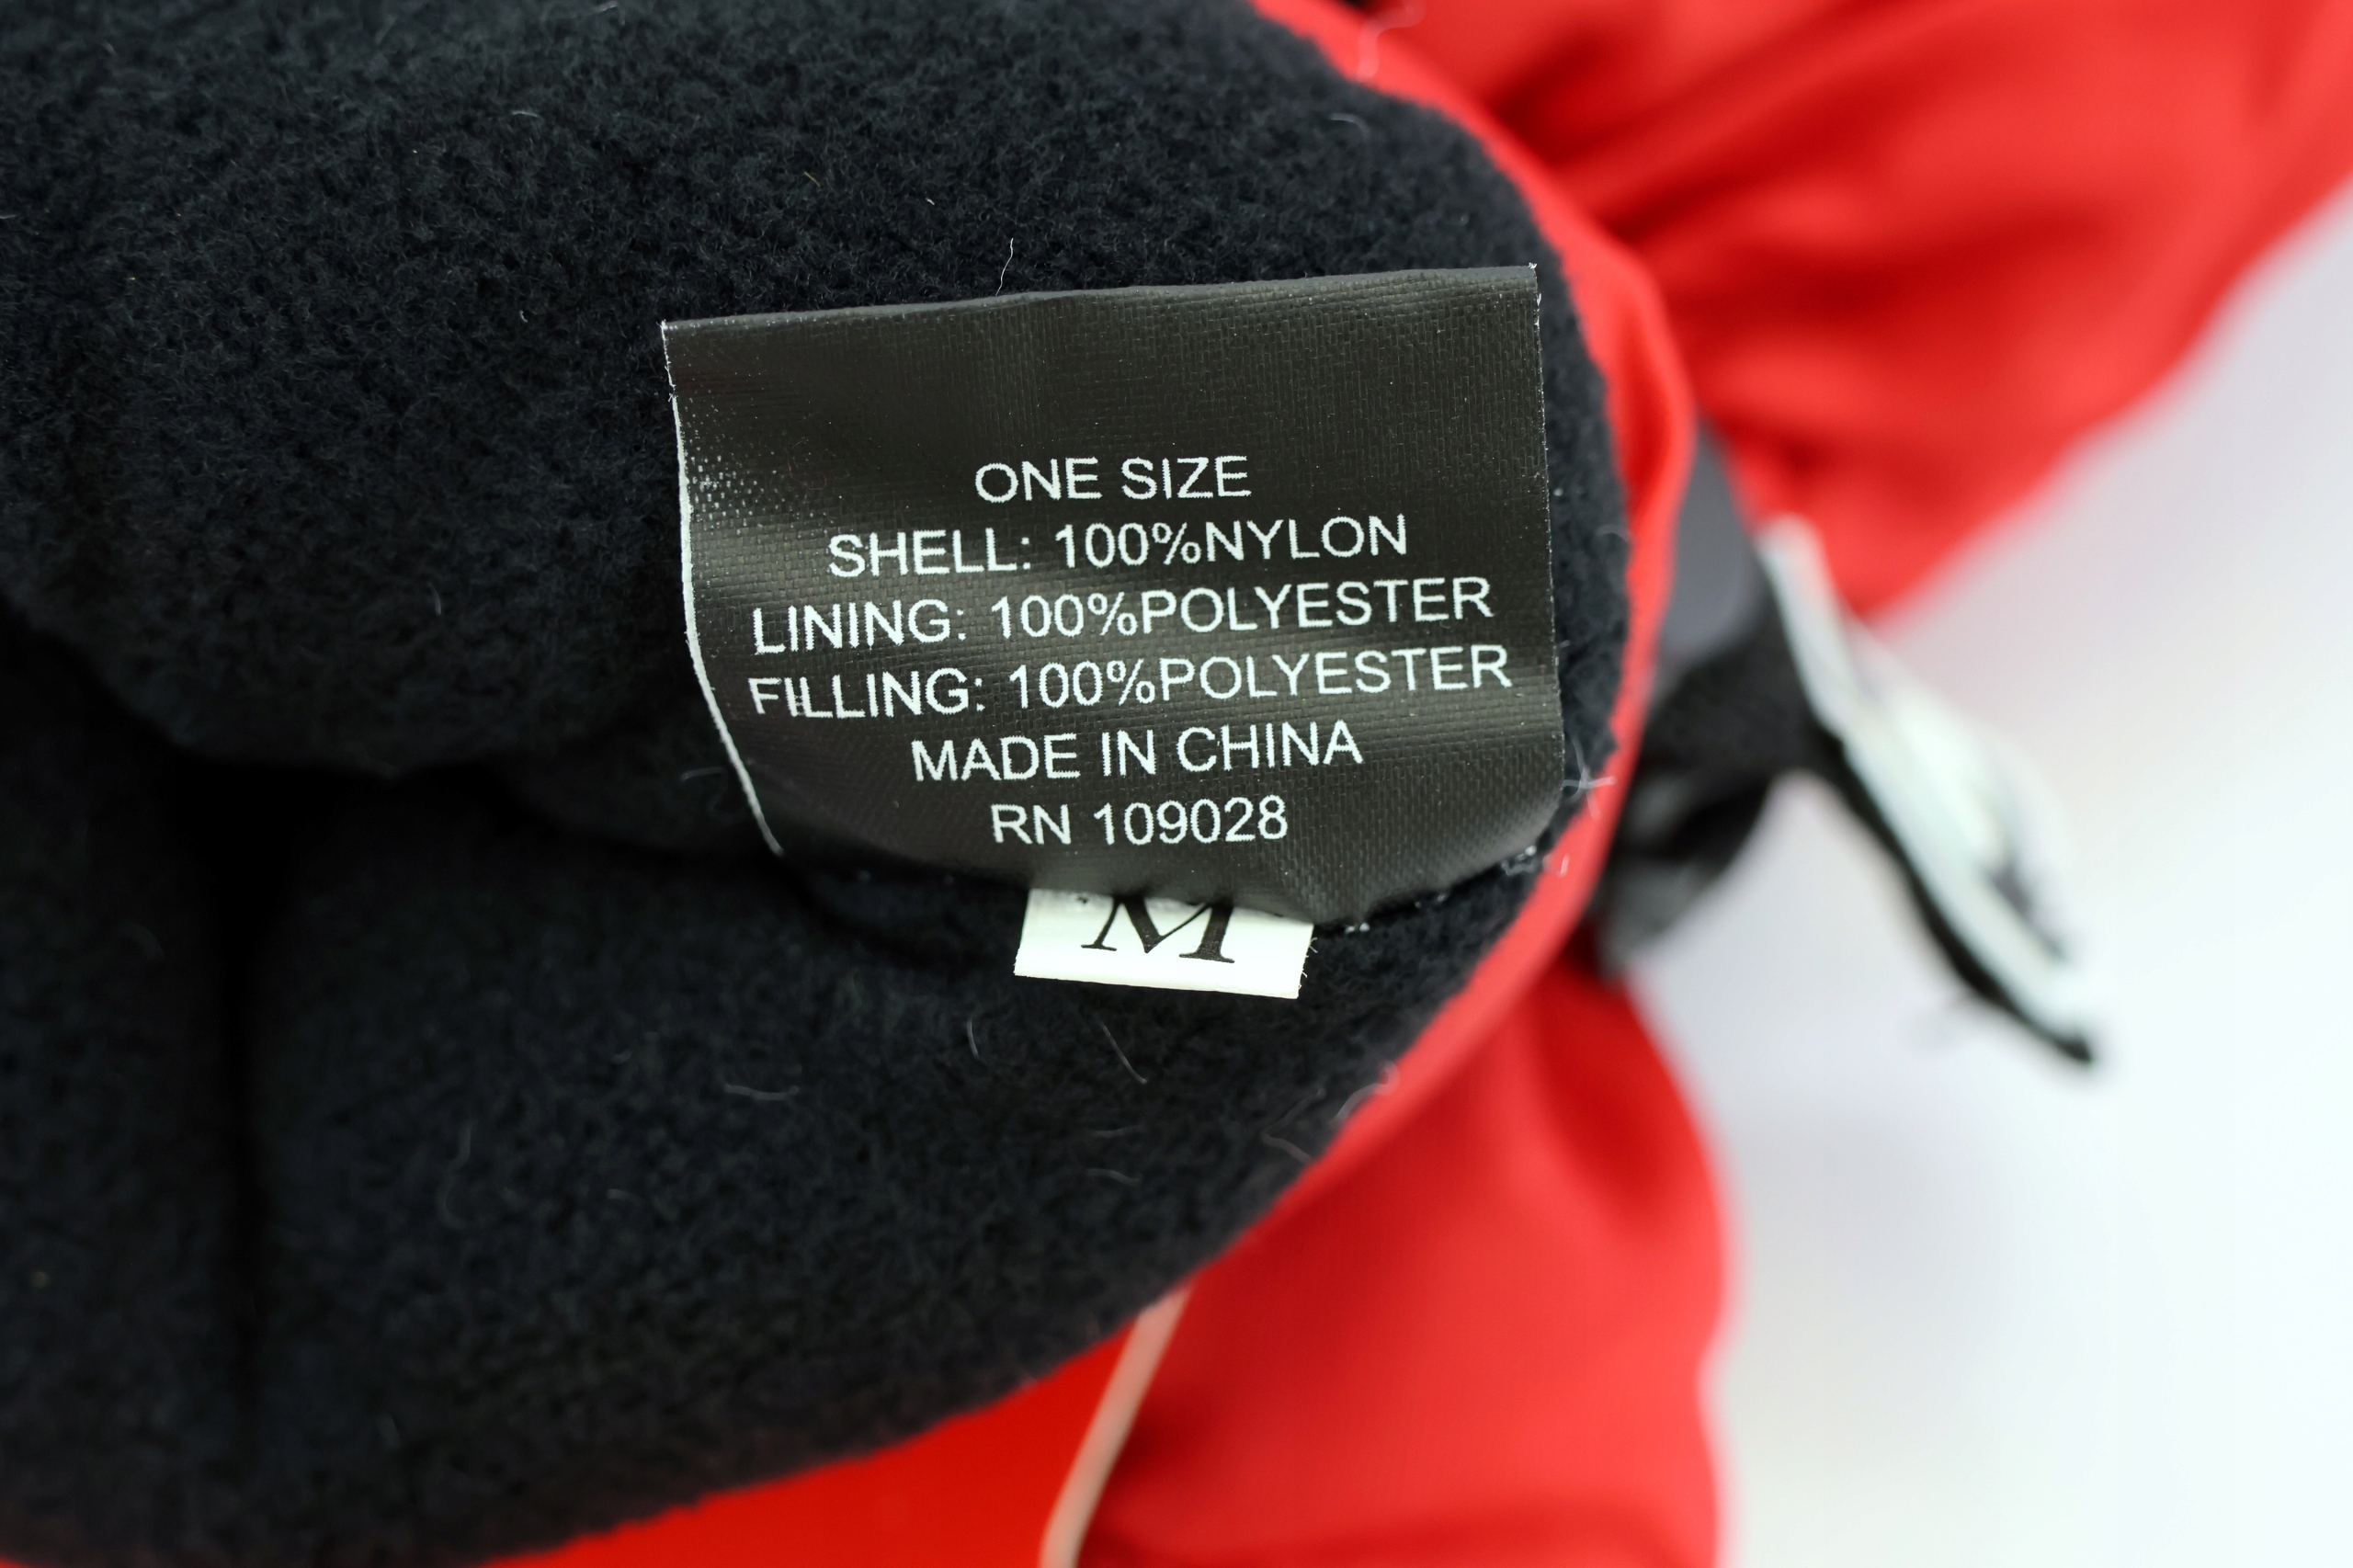 ONE SIZE
SHELL: 100%NYLON
LINING: 100%POLYESTER
FILLING: 100%POLYESTER
MADE IN CHINA
RN 109028
M